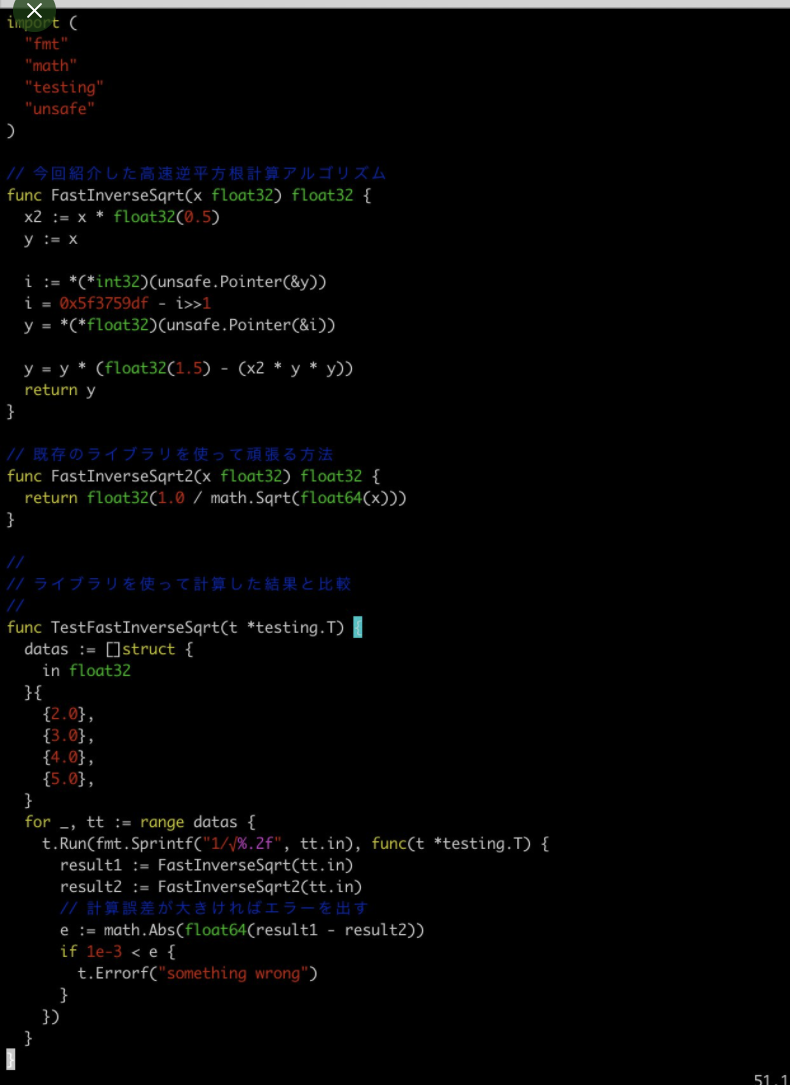 import (
  "fmt"
  "math"
  "testing"
  "unsafe"
)

// 今回紹介した高速逆平方根計算アルゴリズム
func FastInverseSqrt(x float32) float32 {
  x2 := x * float32(0.5)
  y := x

  i := *(*int32)(unsafe.Pointer(&y))
  i = 0x5f3759df - i>>1
  y = *(*float32)(unsafe.Pointer(&i))

  y = y * (float32(1.5) - (x2 * y * y))
  return y
}

// 既存のライブラリを使って頑張る方法
func FastInverseSqrt2(x float32) float32 {
  return float32(1.0 / math.Sqrt(float64(x)))
}

//
// ライブラリを使って計算した結果と比較
//
func TestFastInverseSqrt(t *testing.T) {
  datas := []struct {
    in float32
  }{
    {2.0},
    {3.0},
    {4.0},
    {5.0},
  }
  for _, tt := range datas {
    t.Run(fmt.Sprintf("1/√%.2f", tt.in), func(t *testing.T) {
      result1 := FastInverseSqrt(tt.in)
      result2 := FastInverseSqrt2(tt.in)
      // 計算誤差が大きければエラーを出す
      e := math.Abs(float64(result1 - result2))
      if 1e-3 < e {
        t.Errorf("something wrong")
      }
    })
  }
}
51,1